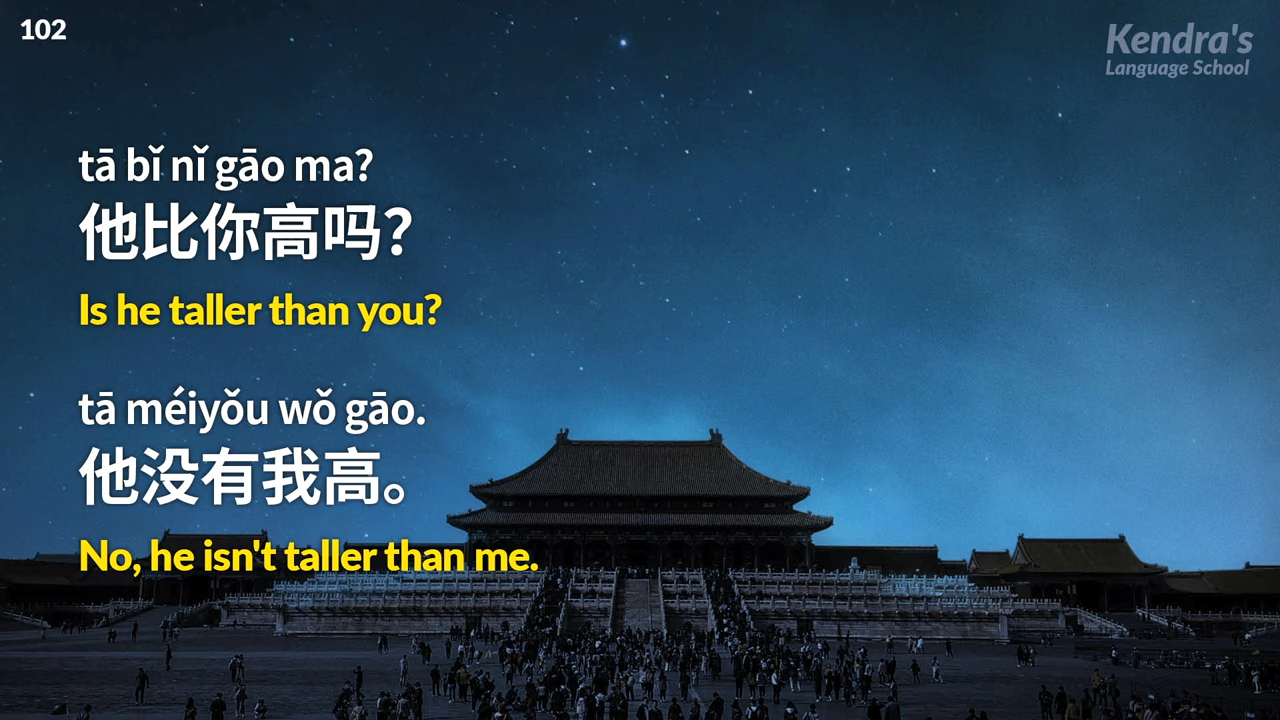 102
Kendra's
Language School
tā bǐ nǐ gāo ma?
他比你高吗？
Is he taller than you?
tā méiyǒu wǒ gāo.
他没有我高。
No, he isn't taller than me.